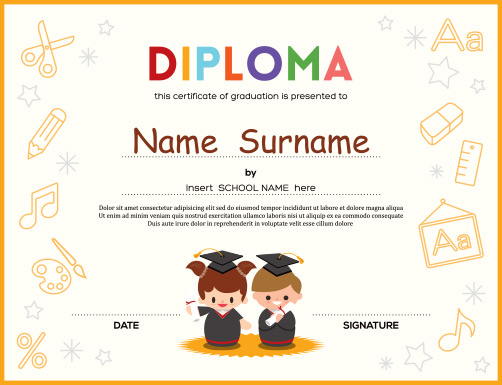 DIPLOMA
this certificate of graduation is presented to
Name Surname
by
Insert SCHOOL NAME here
Dolor sit amet consectetur adipisicing elit sed do eiusmod tempor incididunt ut labore et dolore magna aliqua
Ut enim ad minim veniam quis nostrud exercitation ullamco laboris nisi ut aliquip ex ea commodo consequat
Duis aute irure dolor in reprehenderit in voluptate velit esse cillum dolore
DATE
SIGNATURE
Aa
Aa
%